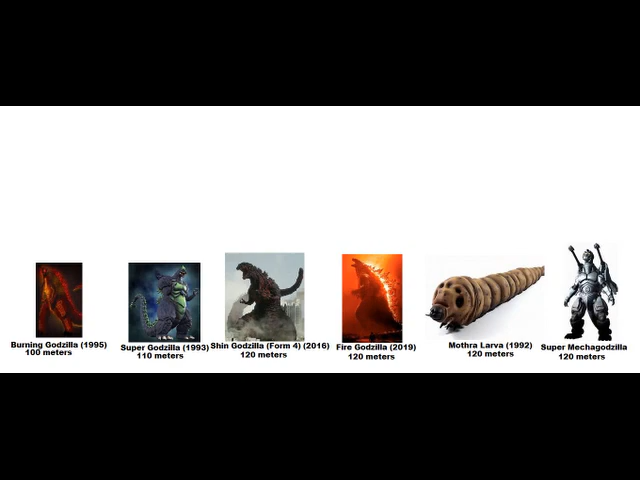 Burning Godzilla (1995)
100 meters
Super Godzilla (1993)
110 meters
Shin Godzilla (Form 4) (2016)
120 meters
Fire Godzilla (2019)
120 meters
Mothra Larva (1992)
120 meters
Super Mechagodzilla
120 meters